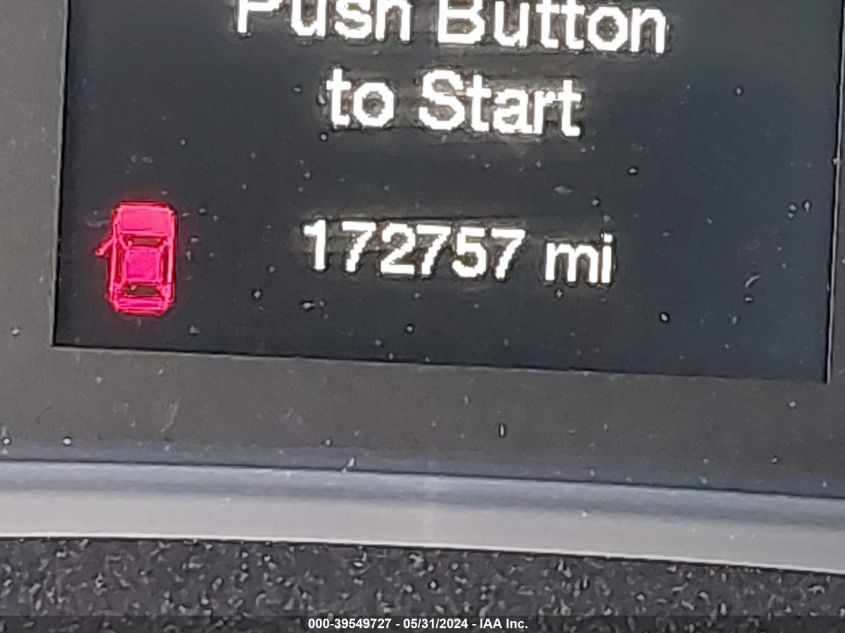 Push Button
to Start
172757 mi
000-39549727 - 05/31/2024 - IAA Inc.